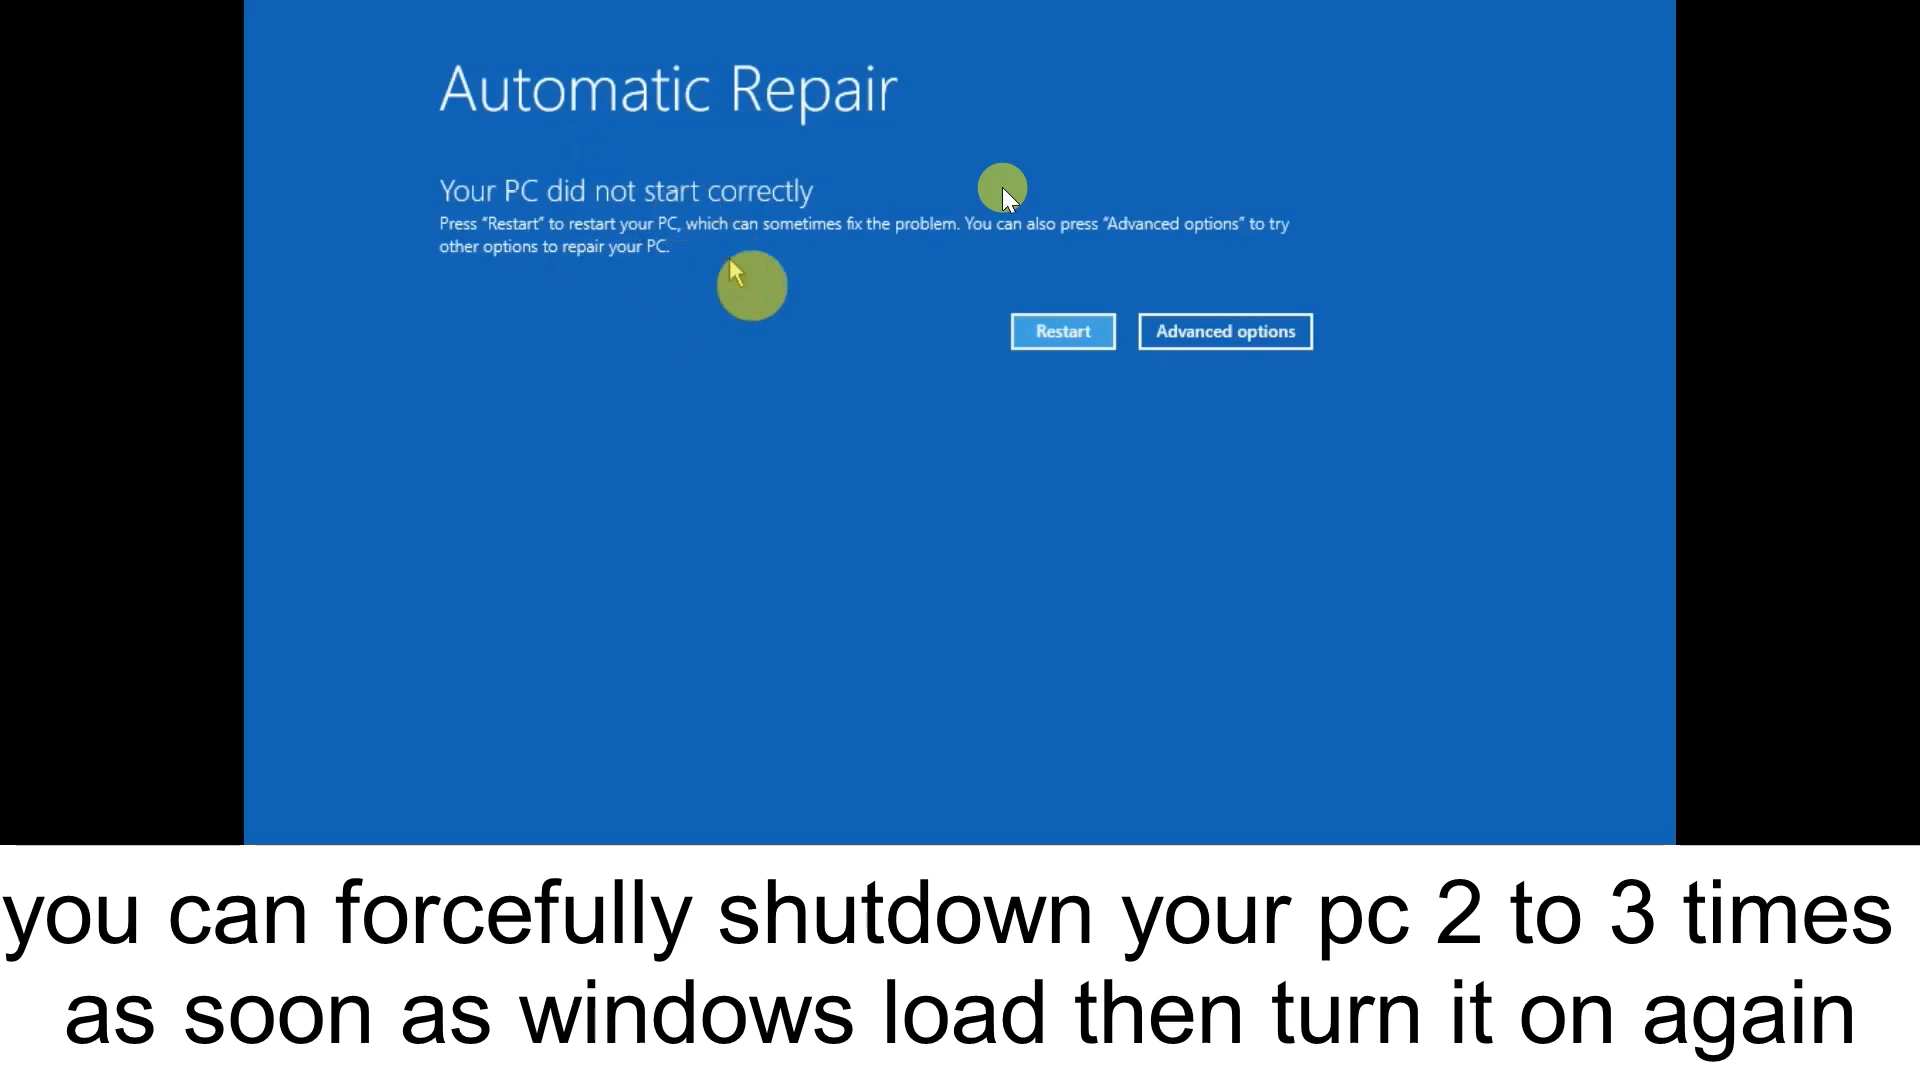 Automatic Repair
Your PC did not start correctly
Press “Restart” to restart your PC, which can sometimes fix the problem. You can also press “Advanced options” to try
other options to repair your PC.
Restart
Advanced options
you can forcefully shutdown your pc 2 to 3 times
as soon as windows load then turn it on again